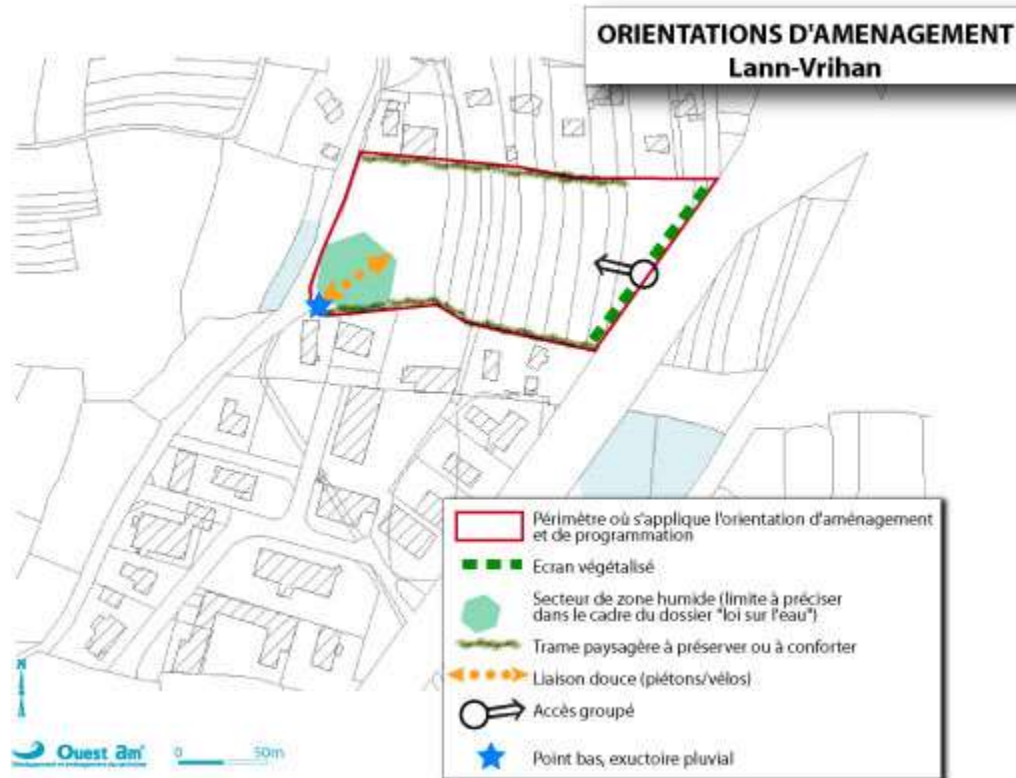 ORIENTATIONS D'AMENAGEMENT
Lann-Vrihan
Périmètre où s'applique l'orientation d'aménagement
et de programmation
Ecran végétalisé
Secteur de zone humide (limite à préciser
dans le cadre du dossier "loi sur l'eau")
Trame paysagère à préserver ou à conforter
Liaison douce (piétons/vélos)
Accès groupé
Point bas, exuctoire pluvial
N
Ouest am'
0 50m